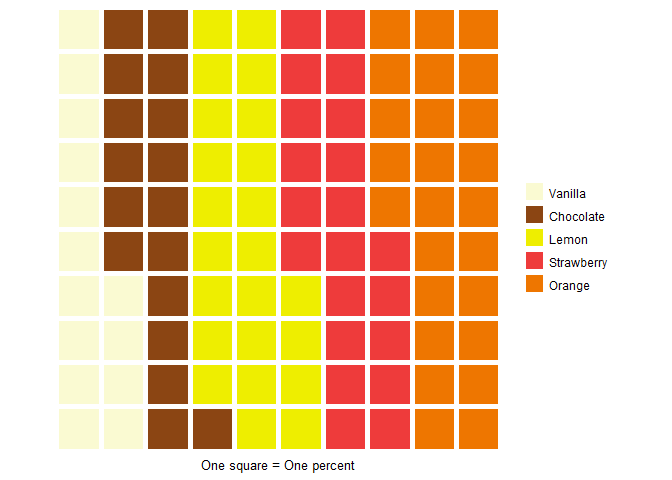 Vanilla
Chocolate
Lemon
Strawberry
Orange
One square = One percent